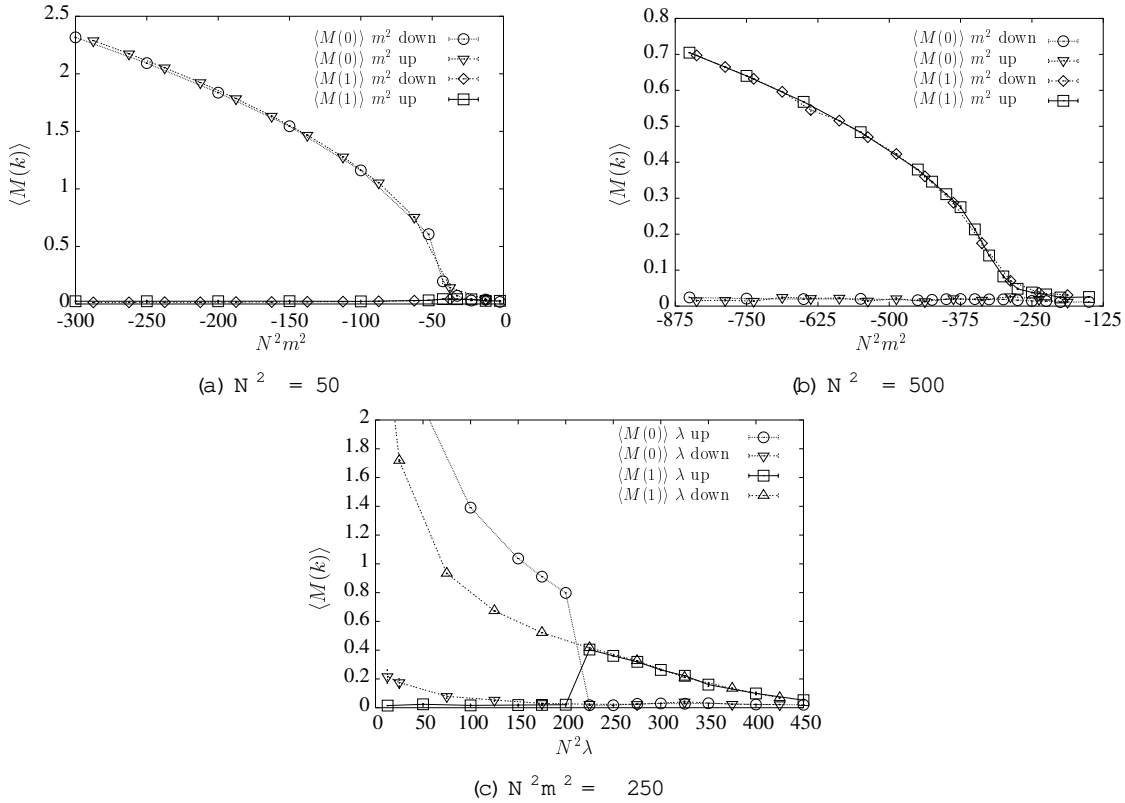 2.5
2
1.5
1
0.5
0
⟨M(k)⟩
⟨M(0)⟩ m² down
⟨M(0)⟩ m² up
⟨M(1)⟩ m² down
⟨M(1)⟩ m² up
-300 -250 -200 -150 -100 -50 0
N²m²
(a) N² = 50
0.8
0.7
0.6
0.5
0.4
0.3
0.2
0.1
0
⟨M(k)⟩
⟨M(0)⟩ m² down
⟨M(0)⟩ m² up
⟨M(1)⟩ m² down
⟨M(1)⟩ m² up
-875 -750 -625 -500 -375 -250 -125
N²m²
(b) N² = 500
2
1.8
1.6
1.4
1.2
1
0.8
0.6
0.4
0.2
0
⟨M(k)⟩
⟨M(0)⟩ λ up
⟨M(0)⟩ λ down
⟨M(1)⟩ λ up
⟨M(1)⟩ λ down
0 50 100 150 200 250 300 350 400 450
N²λ
(c) N²m² = 250